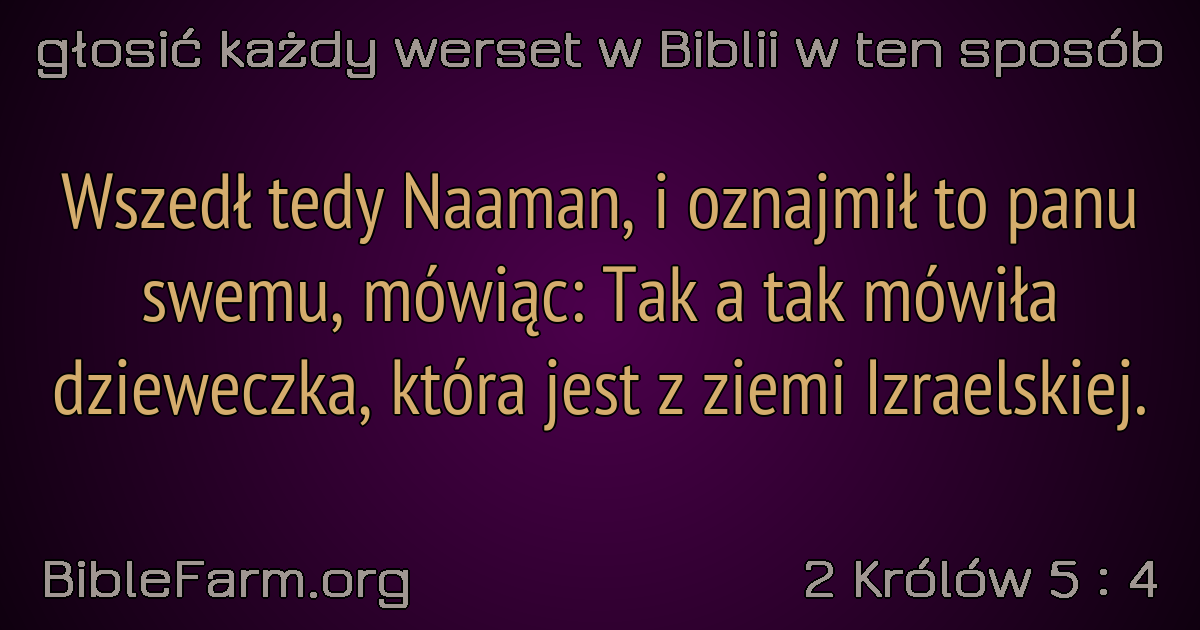 głosić każdy werset w Biblii w ten sposób
Wszedł tedy Naaman, i oznajmił to panu
swemu, mówiąc: Tak a tak mówiła
dzieweczka, która jest z ziemi Izraelskiej.
BibleFarm.org
2 Królów 5 : 4